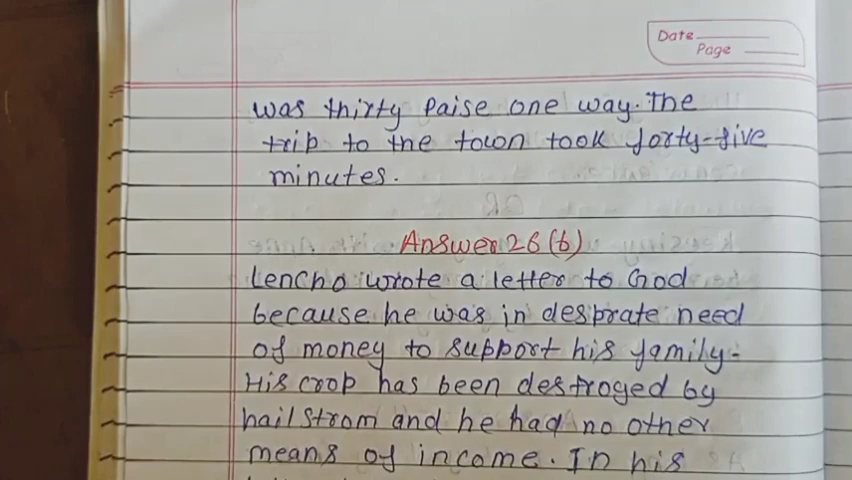 Date
Page
was thirty Paise one way. The
trip to the town took forty-five
minutes.
Answer 26 (b)
Lencho wrote a letter to God
because he was in desprate need
of money to support his family.
His crop has been destroyed by
hailstrom and he had no other
means of income. In his